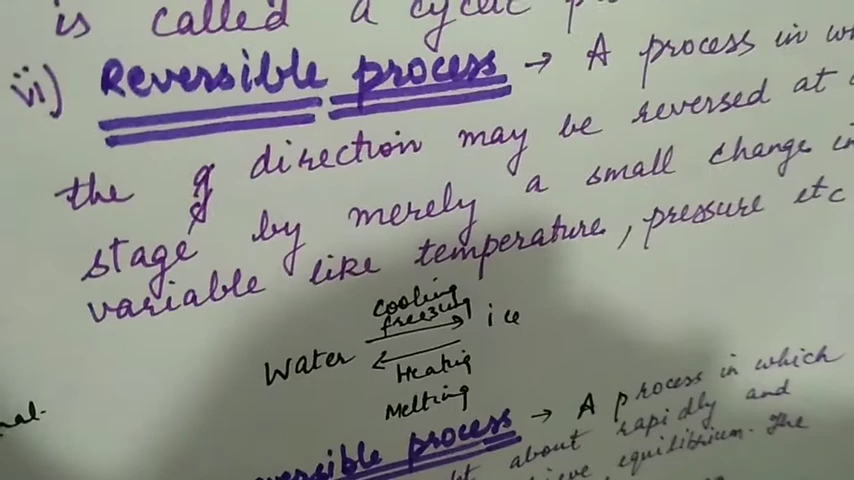 is called a cyclic
vi) Reversible process → A process in
the direction may be reversed at
stage by merely a small change in
variable like temperature, pressure etc
cooling
freezing
Water ice
Heating
Melting
process → A process in which
about rapidly and
equilibrium. The